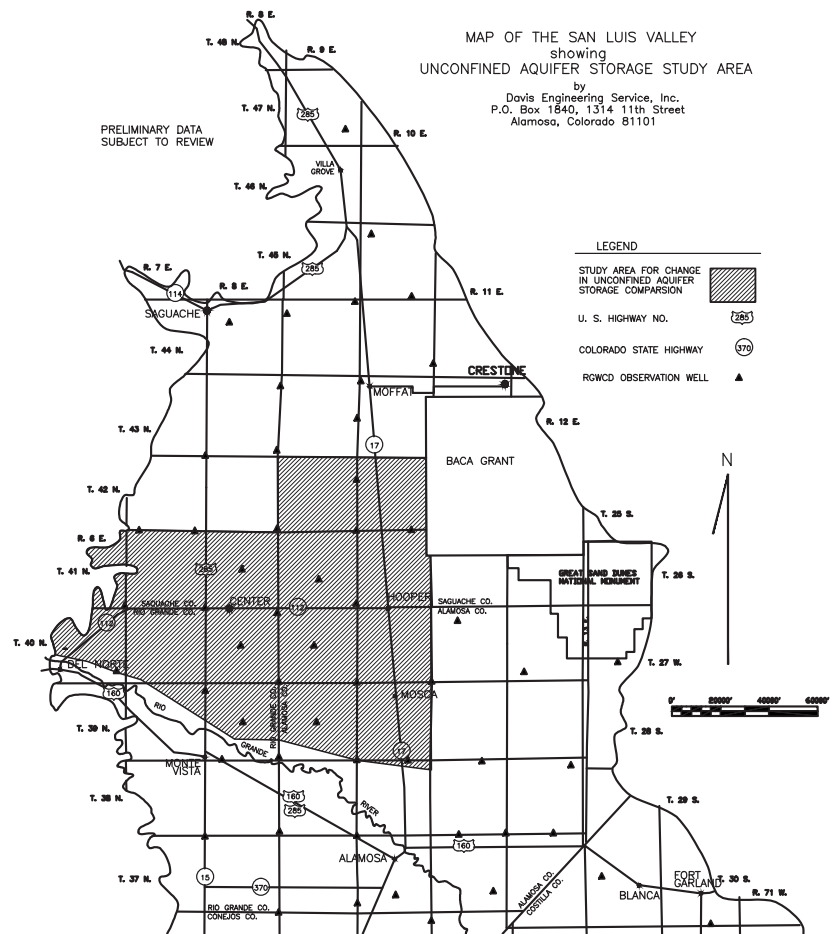 MAP OF THE SAN LUIS VALLEY
showing
UNCONFINED AQUIFER STORAGE STUDY AREA
by
Davis Engineering Service, Inc.
P.O. Box 1840, 1314 11th Street
Alamosa, Colorado 81101
PRELIMINARY DATA
SUBJECT TO REVIEW
LEGEND
STUDY AREA FOR CHANGE
IN UNCONFINED AQUIFER
STORAGE COMPARSION
U. S. HIGHWAY NO.
285
COLORADO STATE HIGHWAY
370
RGWCD OBSERVATION WELL
N
0'
20000'
40000'
60000'
R. 8 E.
T. 48 N.
R. 9 E.
T. 47 N.
285
R. 10 E.
VILLA
GROVE
T. 46 N.
T. 45 N.
285
R. 7 E.
R. 8 E.
114
SAGUACHE
R. 11 E.
T. 44 N.
CRESTONE
MOFFAT
T. 43 N.
R. 12 E.
17
BACA GRANT
T. 42 N.
T. 25 S.
R. 6 E.
T. 41 N.
285
GREAT SAND DUNES
NATIONAL MONUMENT
T. 26 S.
SAGUACHE CO.
RIO GRANDE CO.
CENTER
112
HOOPER
SAGUACHE CO.
ALAMOSA CO.
112
T. 40 N.
DEL NORTE
T. 27 W.
160
RIO
GRANDE
RIVER
RIO GRANDE CO.
ALAMOSA CO.
MOSCA
T. 39 N.
T. 28 S.
17
MONTE
VISTA
T. 38 N.
160
285
T. 29 S.
160
ALAMOSA
T. 37 N.
15
370
RIO GRANDE CO.
CONEJOS CO.
ALAMOSA CO.
COSTILLA CO.
BLANCA
FORT
GARLAND
T. 30 S.
R. 71 W.